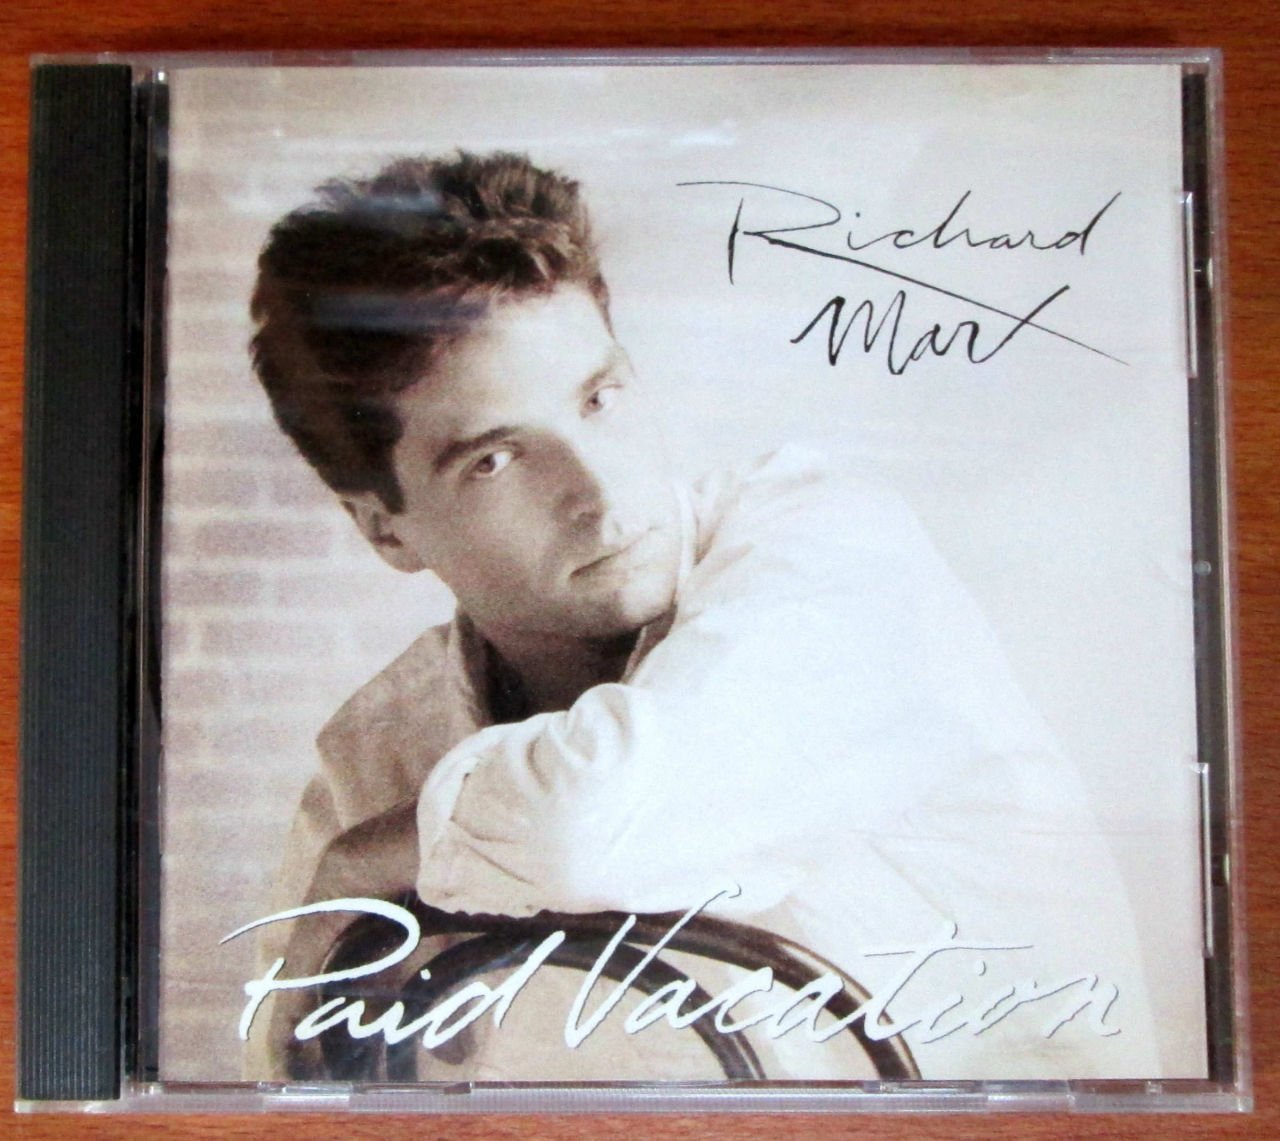 Richard
Marx
Paid Vacation